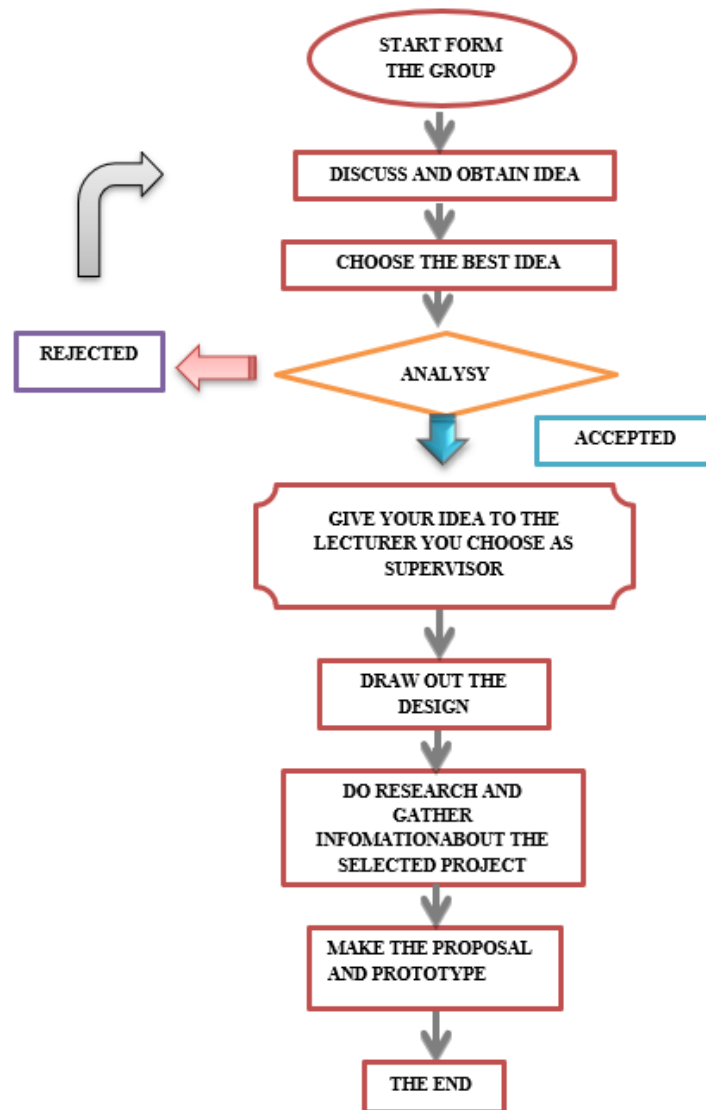 START FORM
THE GROUP
DISCUSS AND OBTAIN IDEA
CHOOSE THE BEST IDEA
REJECTED
ANALYSY
ACCEPTED
GIVE YOUR IDEA TO THE
LECTURER YOU CHOOSE AS
SUPERVISOR
DRAW OUT THE
DESIGN
DO RESEARCH AND
GATHER
INFOMATIONABOUT THE
SELECTED PROJECT
MAKE THE PROPOSAL
AND PROTOTYPE
THE END